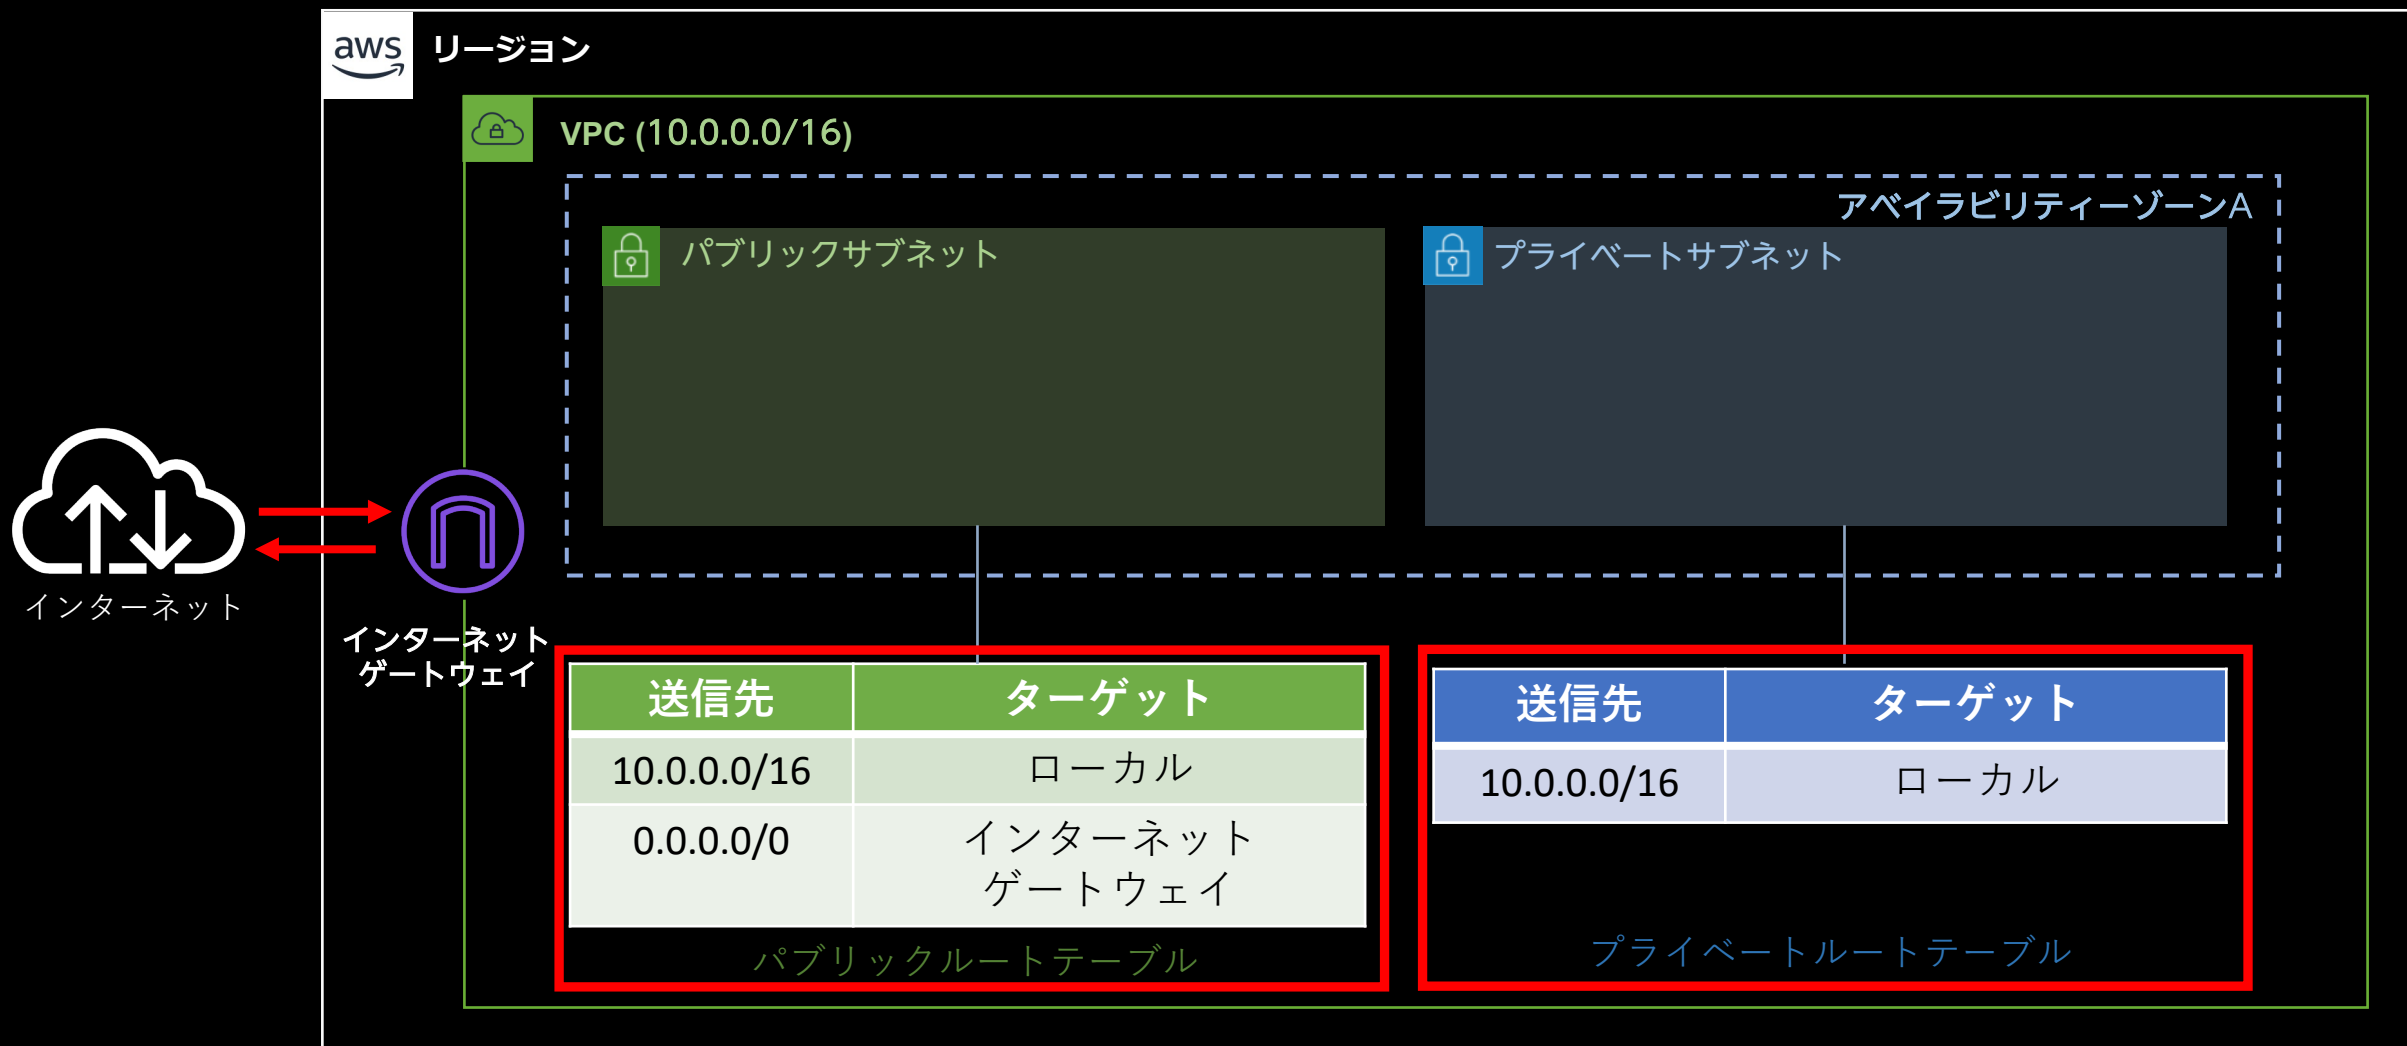 aws
リージョン
VPC (10.0.0.0/16)
アベイラビリティーゾーンA
パブリックサブネット
プライベートサブネット
インターネット
インターネット
ゲートウェイ
送信先 ターゲット
10.0.0.0/16 ローカル
0.0.0.0/0 インターネット
ゲートウェイ
パブリックルートテーブル
送信先 ターゲット
10.0.0.0/16 ローカル
プライベートルートテーブル